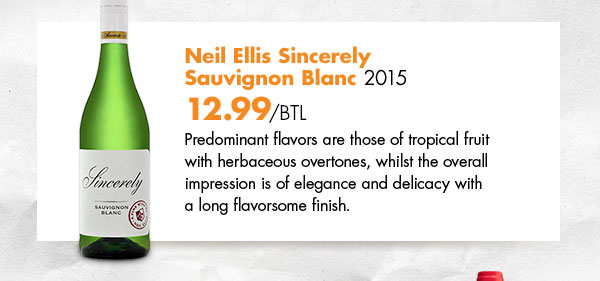 Neil Ellis Sincerely
Sauvignon Blanc 2015
12.99/BTL
Predominant flavors are those of tropical fruit
with herbaceous overtones, whilst the overall
impression is of elegance and delicacy with
a long flavorsome finish.
Sincerely
SAUVIGNON
BLANC